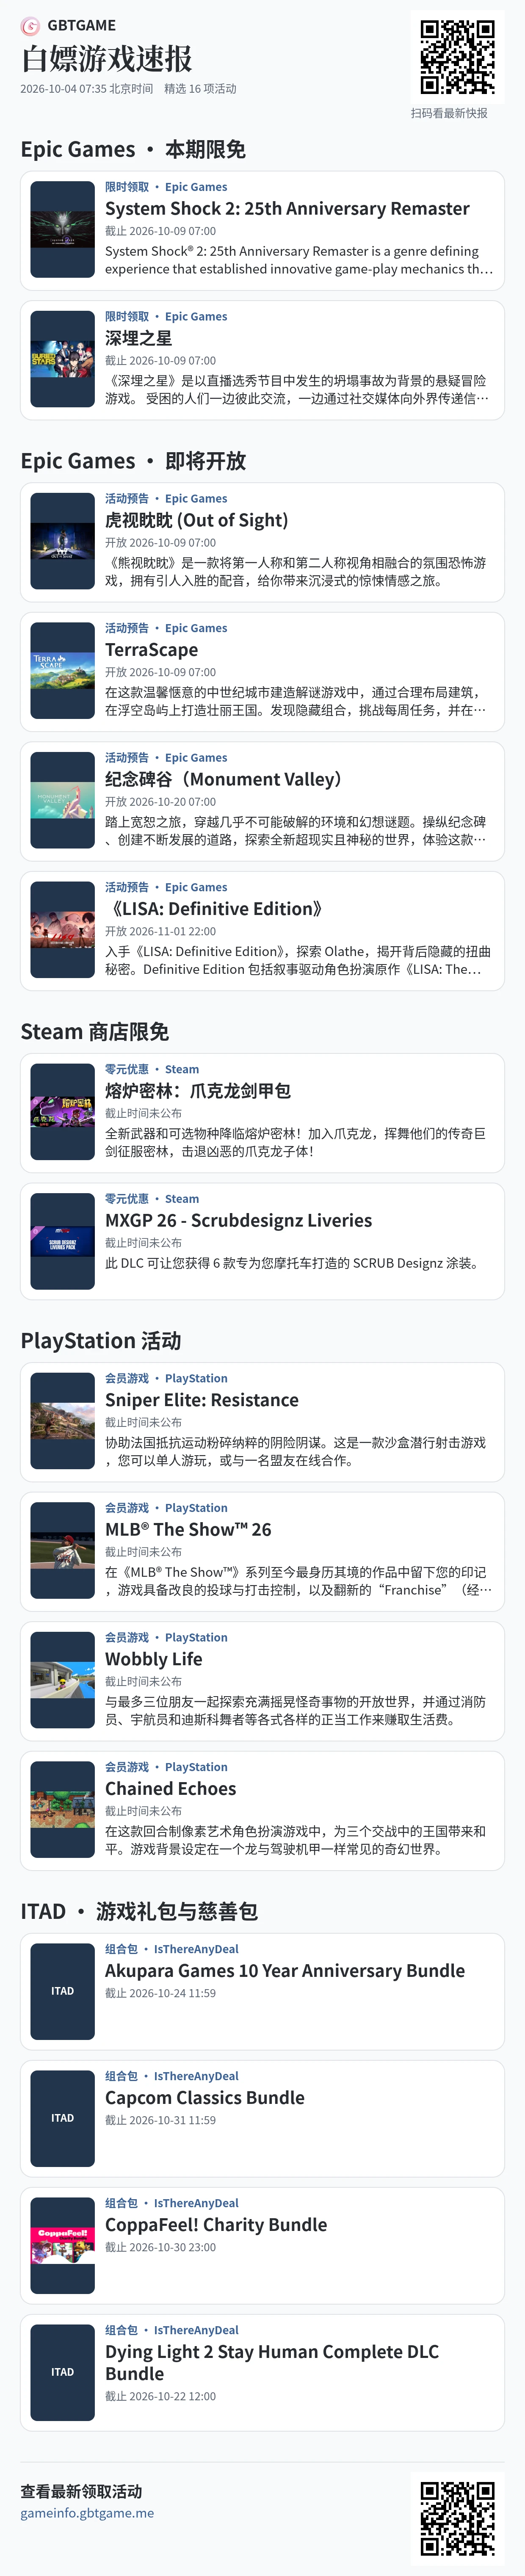 GBTGAME
白嫖游戏速报
2026-10-04 07:35 北京时间 精选 16 项活动
扫码看最新快报
Epic Games · 本期限免
限时领取 · Epic Games
System Shock 2: 25th Anniversary Remaster
截止 2026-10-09 07:00
System Shock® 2: 25th Anniversary Remaster is a genre defining
experience that established innovative game-play mechanics th…
BURIED STARS
限时领取 · Epic Games
深埋之星
截止 2026-10-09 07:00
《深埋之星》是以直播选秀节目中发生的坍塌事故为背景的悬疑冒险
游戏。 受困的人们一边彼此交流，一边通过社交媒体向外界传递信…
Epic Games · 即将开放
活动预告 · Epic Games
虎视眈眈 (Out of Sight)
开放 2026-10-09 07:00
《熊视眈眈》是一款将第一人称和第二人称视角相融合的氛围恐怖游
戏，拥有引人入胜的配音，给你带来沉浸式的惊悚情感之旅。
TERRA SCAPE
活动预告 · Epic Games
TerraScape
开放 2026-10-09 07:00
在这款温馨惬意的中世纪城市建造解谜游戏中，通过合理布局建筑，
在浮空岛屿上打造壮丽王国。发现隐藏组合，挑战每周任务，并在…
MONUMENT VALLEY
活动预告 · Epic Games
纪念碑谷（Monument Valley）
开放 2026-10-20 07:00
踏上宽恕之旅，穿越几乎不可能破解的环境和幻想谜题。操纵纪念碑
、创建不断发展的道路，探索全新超现实且神秘的世界，体验这款…
LISA
活动预告 · Epic Games
《LISA: Definitive Edition》
开放 2026-11-01 22:00
入手《LISA: Definitive Edition》，探索 Olathe，揭开背后隐藏的扭曲
秘密。Definitive Edition 包括叙事驱动角色扮演原作《LISA: The…
Steam 商店限免
零元优惠 · Steam
熔炉密林：爪克龙剑甲包
截止时间未公布
全新武器和可选物种降临熔炉密林！加入爪克龙，挥舞他们的传奇巨
剑征服密林，击退凶恶的爪克龙子体！
SCRUB DESIGNZ
LIVERIES PACK
零元优惠 · Steam
MXGP 26 - Scrubdesignz Liveries
截止时间未公布
此 DLC 可让您获得 6 款专为您摩托车打造的 SCRUB Designz 涂装。
PlayStation 活动
会员游戏 · PlayStation
Sniper Elite: Resistance
截止时间未公布
协助法国抵抗运动粉碎纳粹的阴险阴谋。这是一款沙盒潜行射击游戏
，您可以单人游玩，或与一名盟友在线合作。
会员游戏 · PlayStation
MLB® The Show™ 26
截止时间未公布
在《MLB® The Show™》系列至今最身历其境的作品中留下您的印记
，游戏具备改良的投球与打击控制，以及翻新的“Franchise”（经…
会员游戏 · PlayStation
Wobbly Life
截止时间未公布
与最多三位朋友一起探索充满摇晃怪奇事物的开放世界，并通过消防
员、宇航员和迪斯科舞者等各式各样的正当工作来赚取生活费。
会员游戏 · PlayStation
Chained Echoes
截止时间未公布
在这款回合制像素艺术角色扮演游戏中，为三个交战中的王国带来和
平。游戏背景设定在一个龙与驾驶机甲一样常见的奇幻世界。
ITAD · 游戏礼包与慈善包
ITAD
组合包 · IsThereAnyDeal
Akupara Games 10 Year Anniversary Bundle
截止 2026-10-24 11:59
ITAD
组合包 · IsThereAnyDeal
Capcom Classics Bundle
截止 2026-10-31 11:59
CoppaFeel!
组合包 · IsThereAnyDeal
CoppaFeel! Charity Bundle
截止 2026-10-30 23:00
ITAD
组合包 · IsThereAnyDeal
Dying Light 2 Stay Human Complete DLC
Bundle
截止 2026-10-22 12:00
查看最新领取活动
gameinfo.gbtgame.me